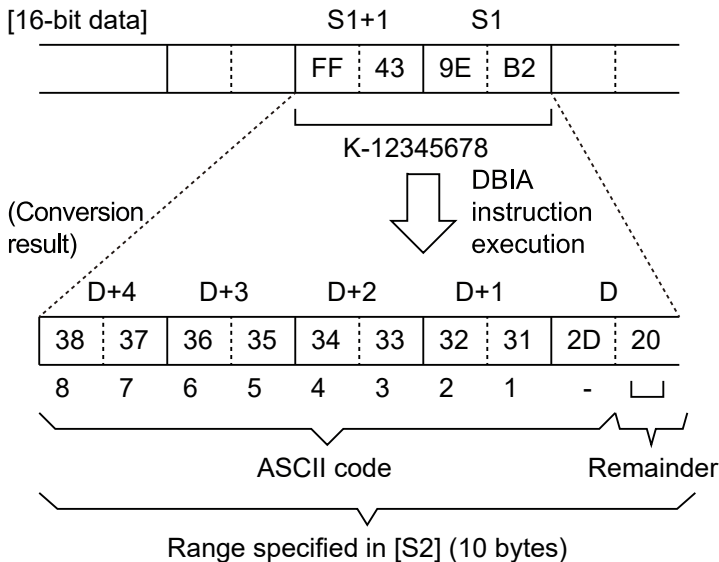 [16-bit data] S1+1 S1
FF 43 9E B2
K-12345678
DBIA
instruction
execution
(Conversion
result)
D+4 D+3 D+2 D+1 D
38 37 36 35 34 33 32 31 2D 20
8 7 6 5 4 3 2 1 -
ASCII code Remainder
Range specified in [S2] (10 bytes)